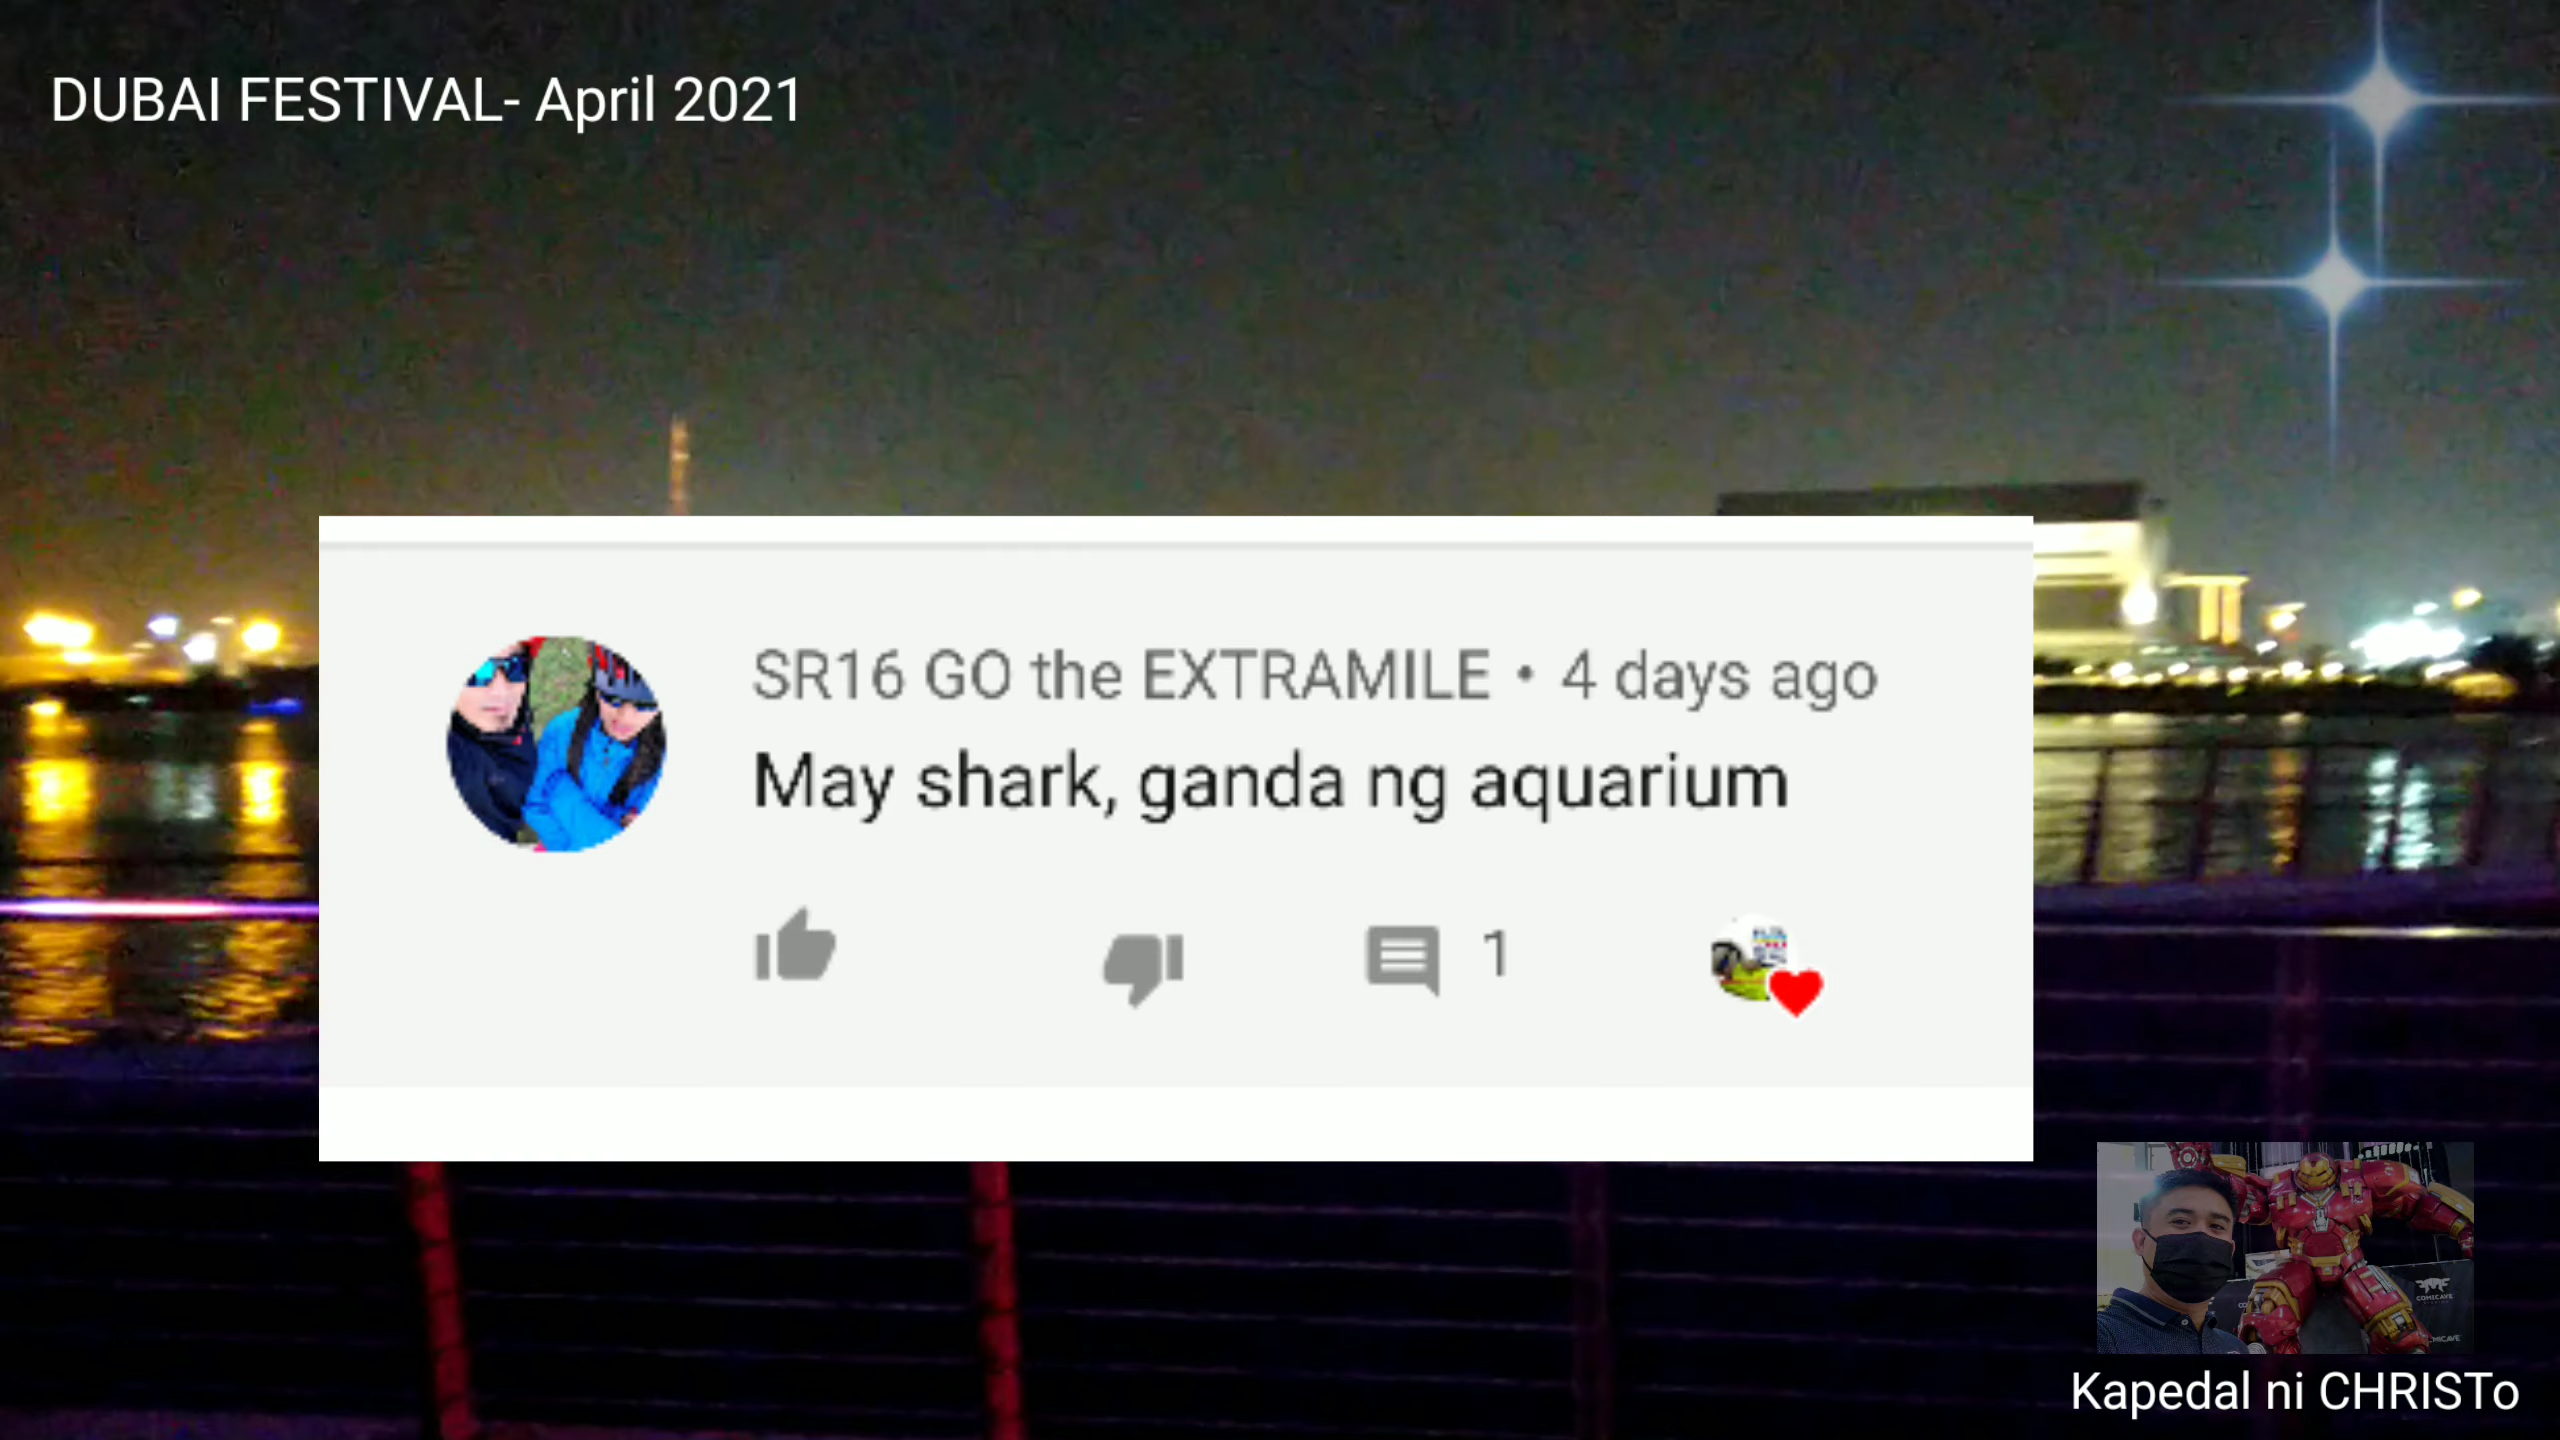 DUBAI FESTIVAL- April 2021
SR16 GO the EXTRAMILE • 4 days ago
May shark, ganda ng aquarium
1
COMICAVE
Kapedal ni CHRISTo